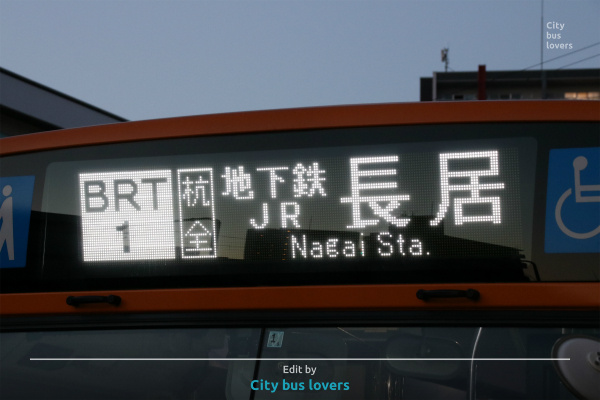 City
bus
lovers
BRT
1
杭
全
地下鉄
JR
長居
Nagai Sta.
Edit by
City bus lovers